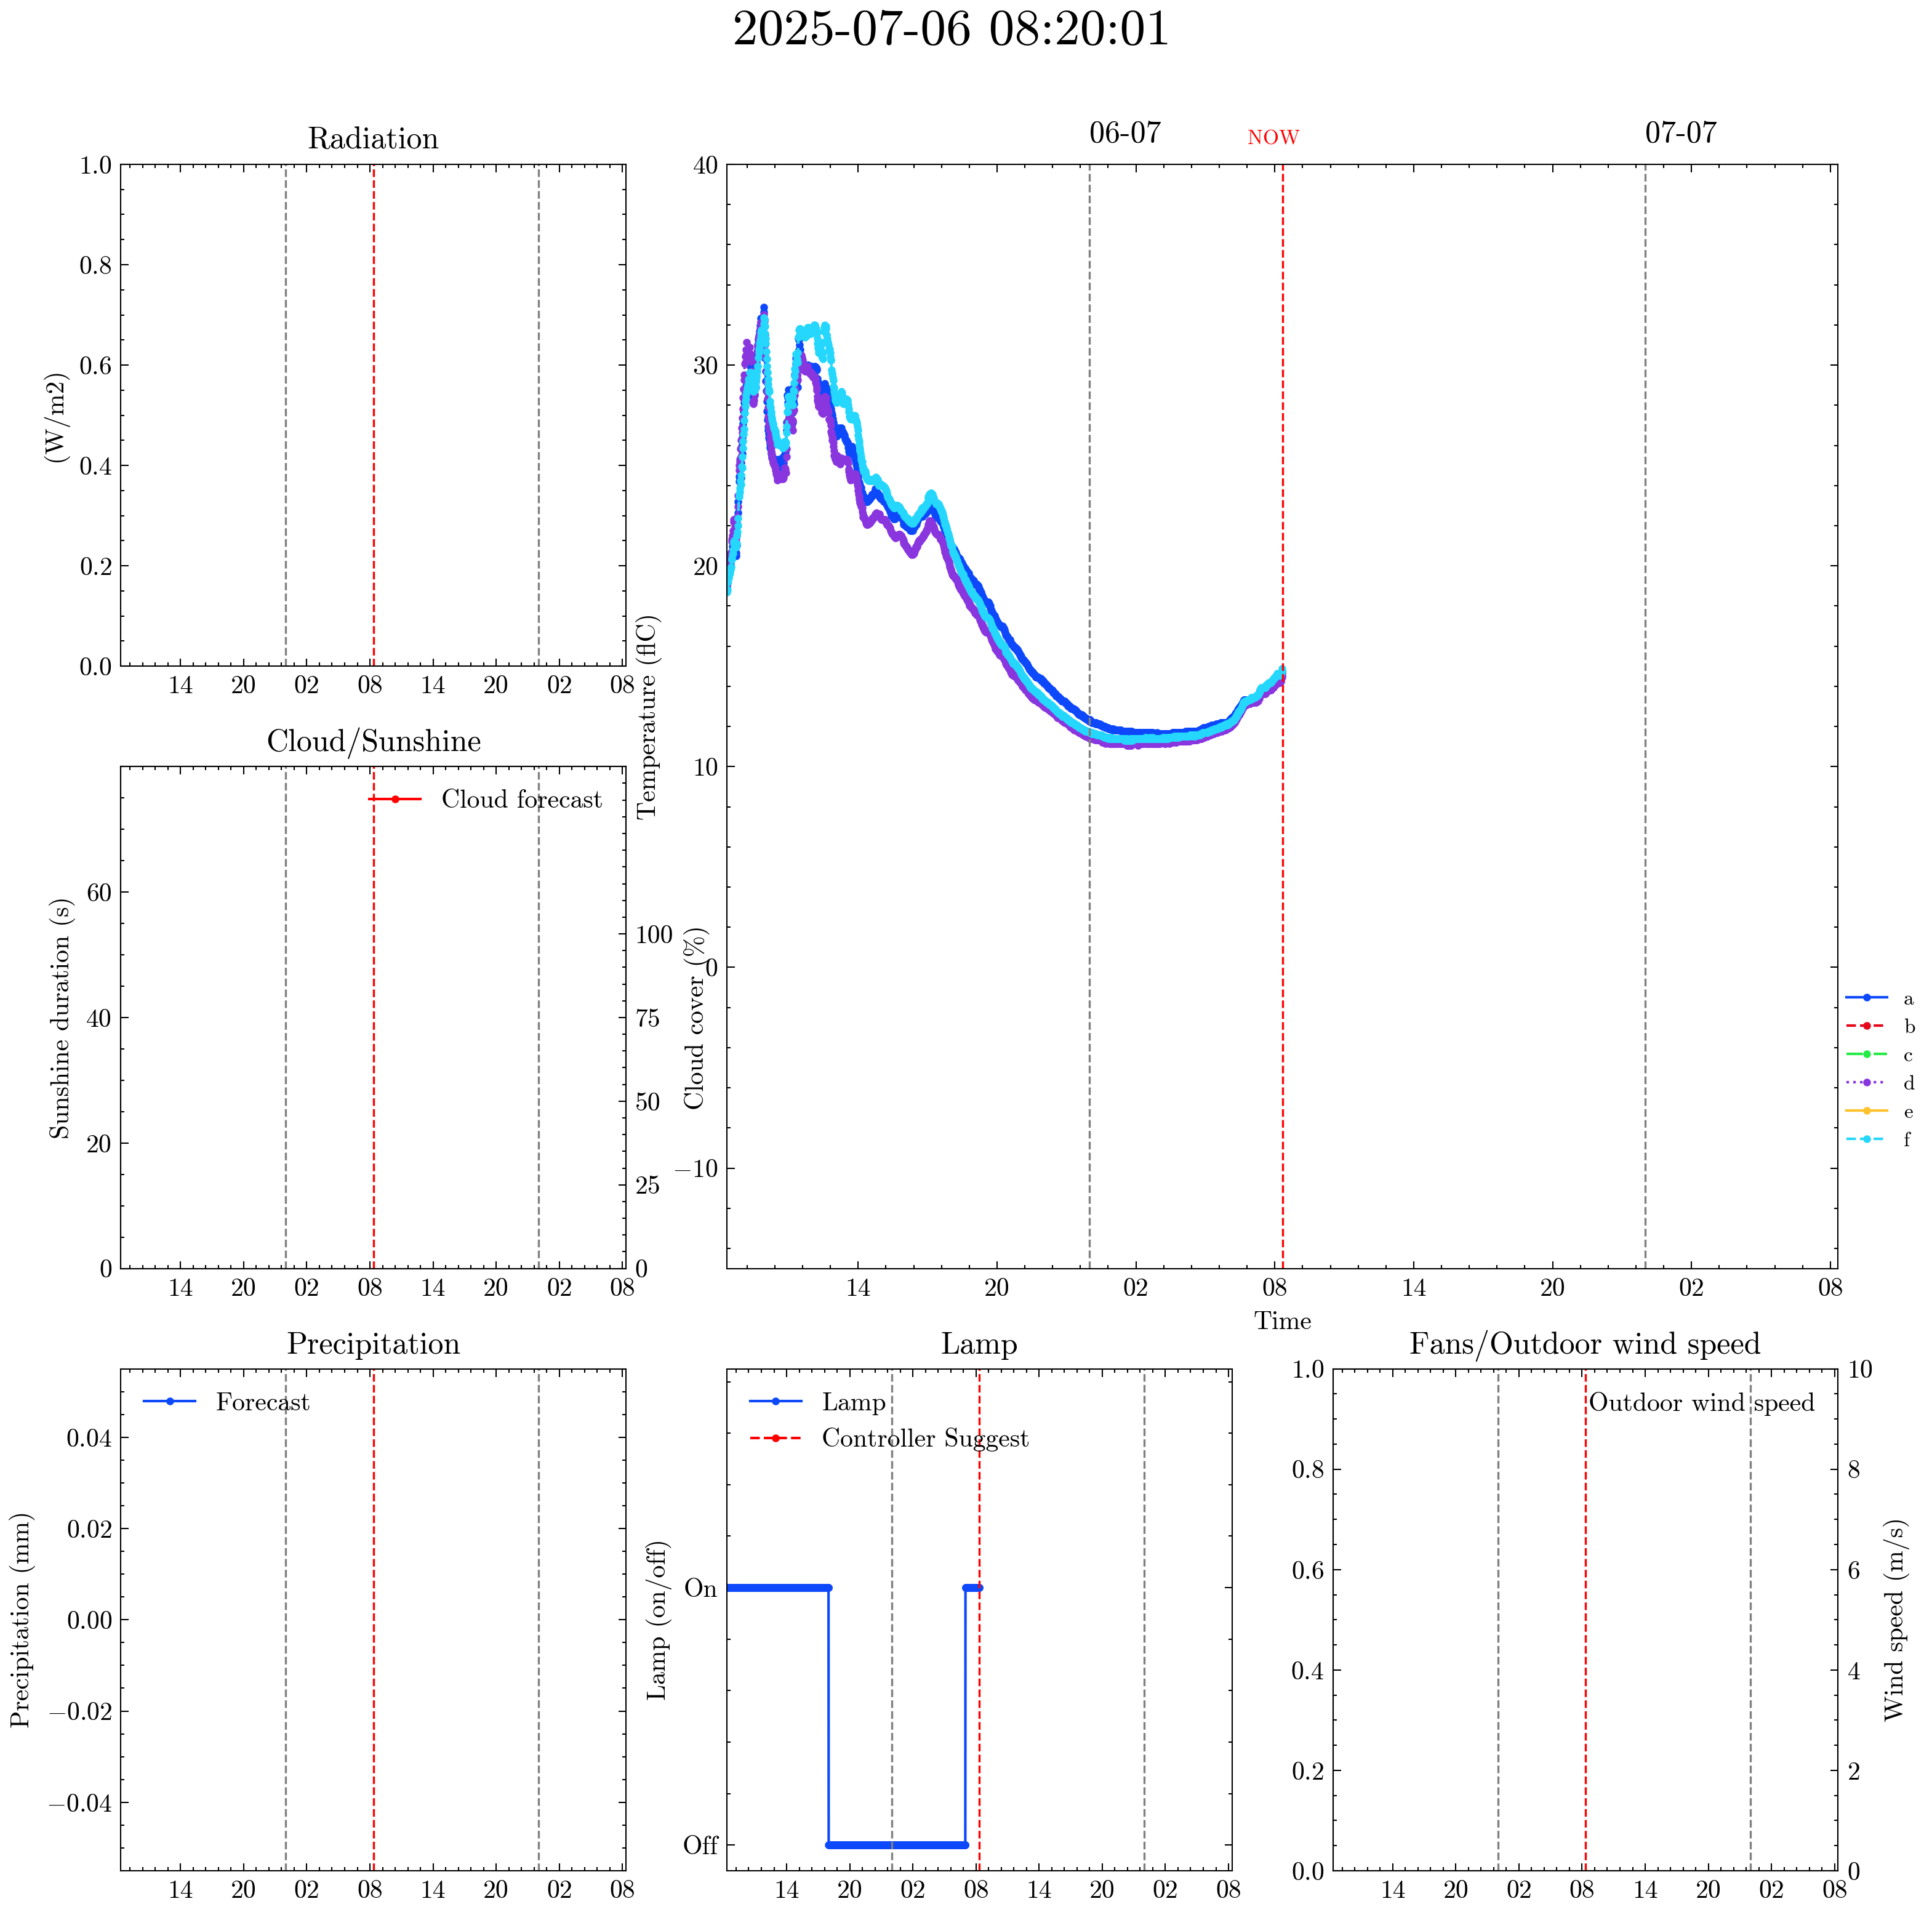 2025-07-06 08:20:01
Radiation
(W/m2)
1.0
0.8
0.6
0.4
0.2
0.0
14 20 02 08 14 20 02 08
06-07
NOW
07-07
Temperature (flC)
40
30
20
10
0
−10
14 20 02 08 14 20 02 08
Time
a
b
c
d
e
f
Cloud/Sunshine
Cloud forecast
Sunshine duration (s)
60
40
20
0
Cloud cover (%)
100
75
50
25
0
14 20 02 08 14 20 02 08
Precipitation
Forecast
Precipitation (mm)
0.04
0.02
0.00
−0.02
−0.04
14 20 02 08 14 20 02 08
Lamp
Lamp
Controller Suggest
Lamp (on/off)
On
Off
14 20 02 08 14 20 02 08
Fans/Outdoor wind speed
Outdoor wind speed
1.0
0.8
0.6
0.4
0.2
0.0
10
8
6
4
2
0
Wind speed (m/s)
14 20 02 08 14 20 02 08